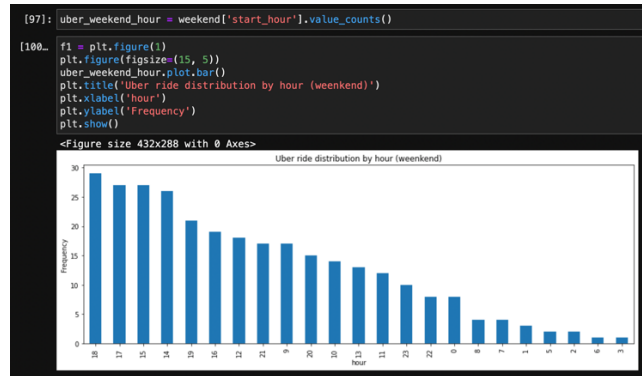 [97]: uber_weekend_hour = weekend['start_hour'].value_counts()
[100… f1 = plt.figure(1)
plt.figure(figsize=(15, 5))
uber_weekend_hour.plot.bar()
plt.title('Uber ride distribution by hour (weenkend)')
plt.xlabel('hour')
plt.ylabel('Frequency')
plt.show()
<Figure size 432x288 with 0 Axes>
Uber ride distribution by hour (weenkend)
30
25
20
15
10
5
0
Frequency
18 17 15 14 19 16 12 21 9 20 10 13 11 23 22 0 8 7 1 5 2 6 3
hour